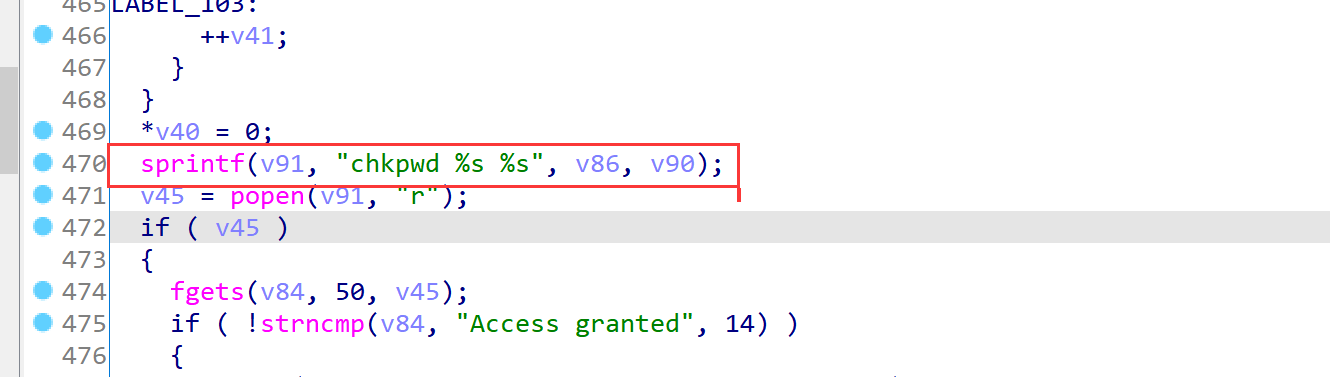 465 LABEL_103:
466 ++v41;
467 }
468 }
469 *v40 = 0;
470 sprintf(v91, "chkpwd %s %s", v86, v90);
471 v45 = popen(v91, "r");
472 if ( v45 )
473 {
474 fgets(v84, 50, v45);
475 if ( !strncmp(v84, "Access granted", 14) )
476 {